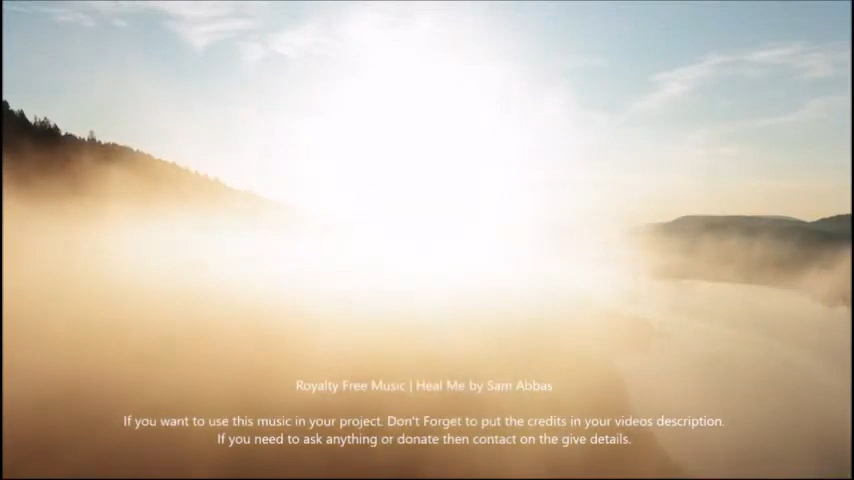 Royalty Free Music | Heal Me by Sam Abbas
If you want to use this music in your project. Don't Forget to put the credits in your videos description.
If you need to ask anything or donate then contact on the give details.